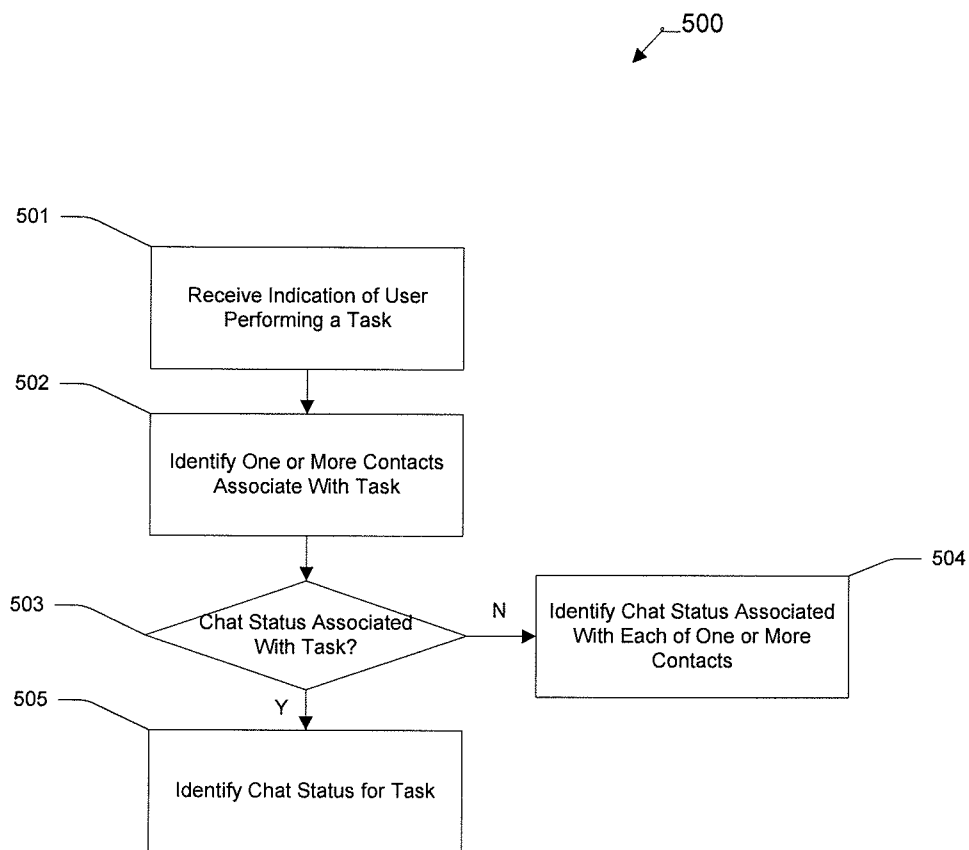 500
501
Receive Indication of User
Performing a Task
502
Identify One or More Contacts
Associate With Task
503
Chat Status Associated
With Task?
N
504
Identify Chat Status Associated
With Each of One or More
Contacts
Y
505
Identify Chat Status for Task